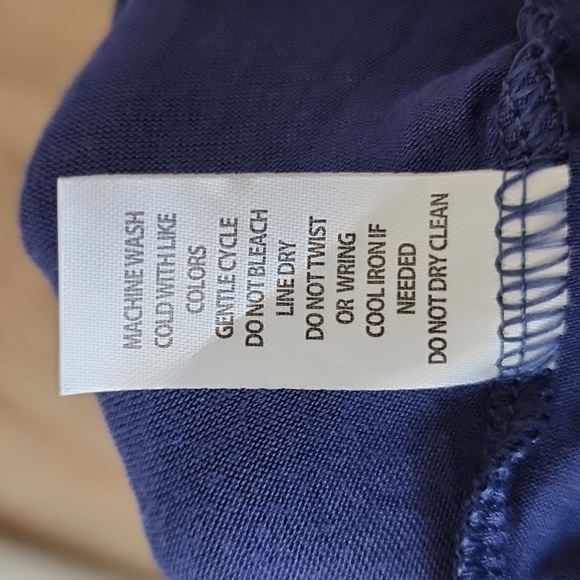 MACHINE WASH
COLD WITH LIKE
COLORS
GENTLE CYCLE
DO NOT BLEACH
LINE DRY
DO NOT TWIST
OR WRING
COOL IRON IF
NEEDED
DO NOT DRY CLEAN